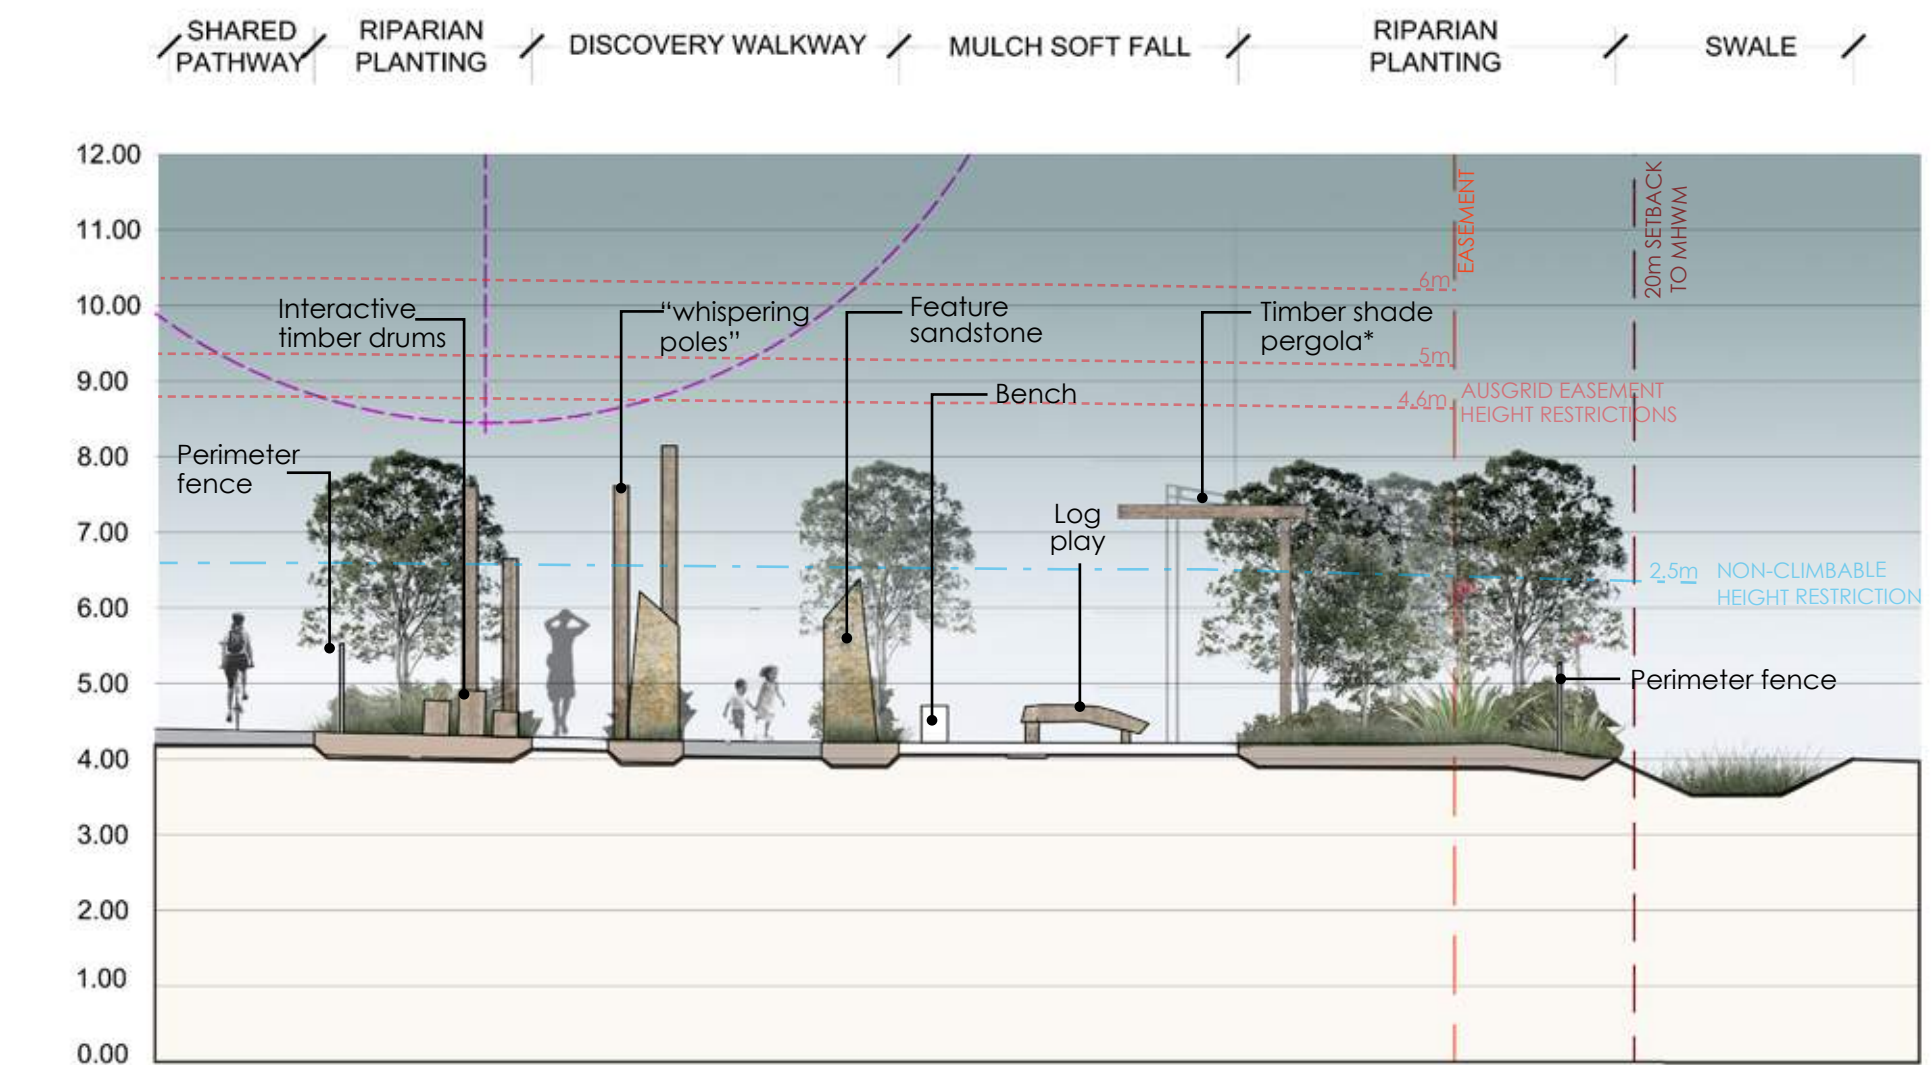 SHARED
PATHWAY
RIPARIAN
PLANTING
DISCOVERY WALKWAY
MULCH SOFT FALL
RIPARIAN
PLANTING
SWALE
12.00
11.00
10.00
9.00
8.00
7.00
6.00
5.00
4.00
3.00
2.00
1.00
0.00
Perimeter
fence
Interactive
timber drums
“whispering
poles”
Feature
sandstone
Bench
Log
play
Timber shade
pergola*
EASEMENT
20m SETBACK
TO MHWM
6m
5m
4.6m
AUSGRID EASEMENT
HEIGHT RESTRICTIONS
2.5m
NON-CLIMBABLE
HEIGHT RESTRICTION
Perimeter fence